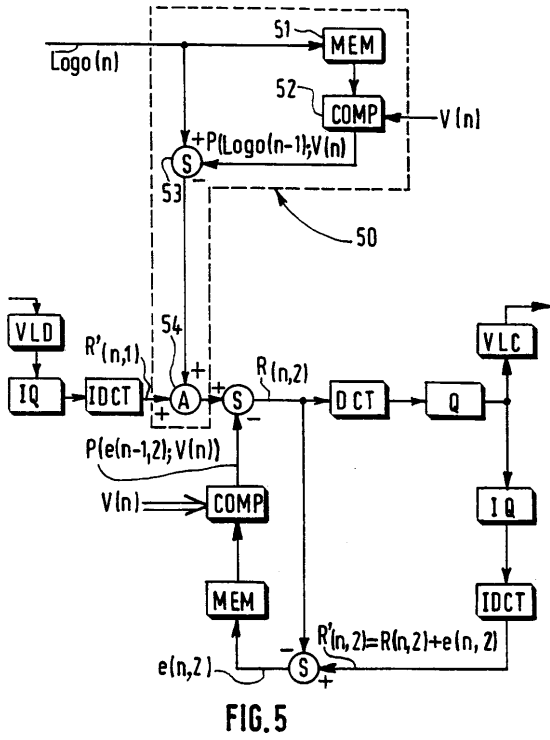 51
MEM
Logo(n)
52
COMP
V(n)
+
P(Logo(n-1);V(n)
S
-
53
50
54
VLD
R'(n,1)
+
R(n,2)
VLC
IQ
IDCT
+
A
+
S
-
DCT
Q
P(e(n-1,2);V(n))
V(n)
COMP
IQ
MEM
IDCT
R'(n,2)=R(n,2)+e(n,2)
-
S
+
e(n,2)
FIG.5